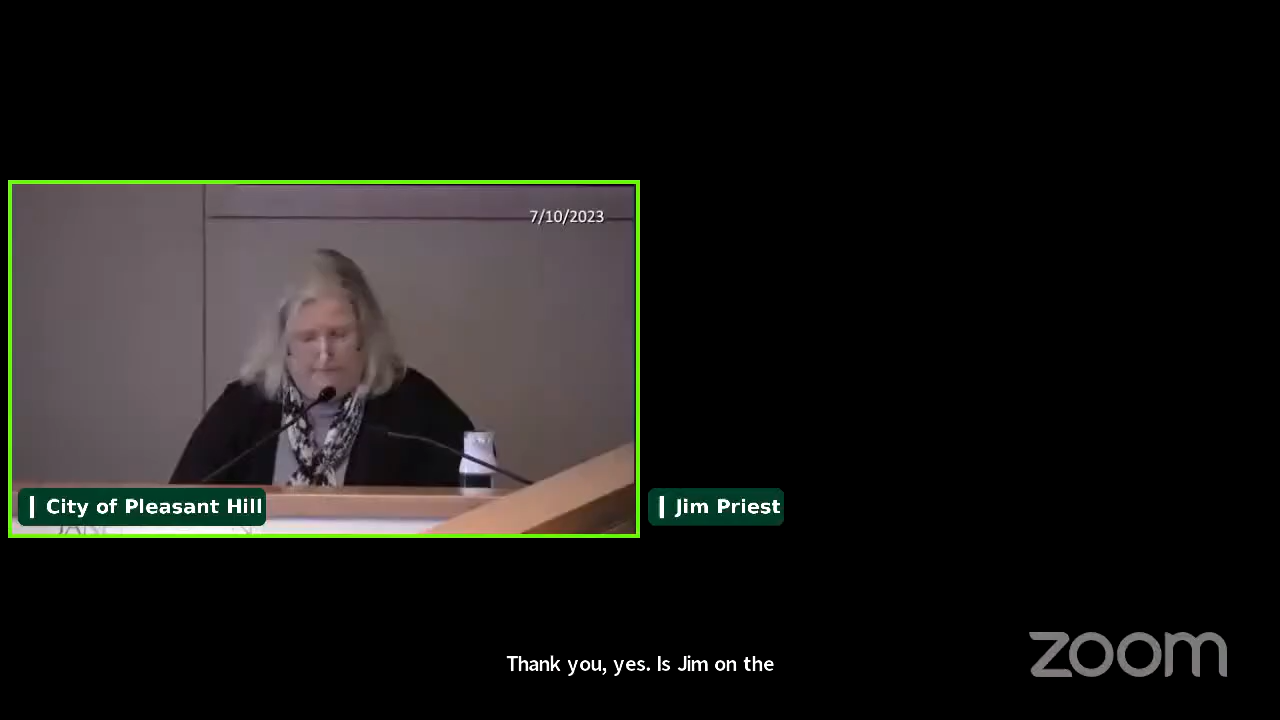 7/10/2023
City of Pleasant Hill
Jim Priest
Thank you, yes. Is Jim on the
zoom